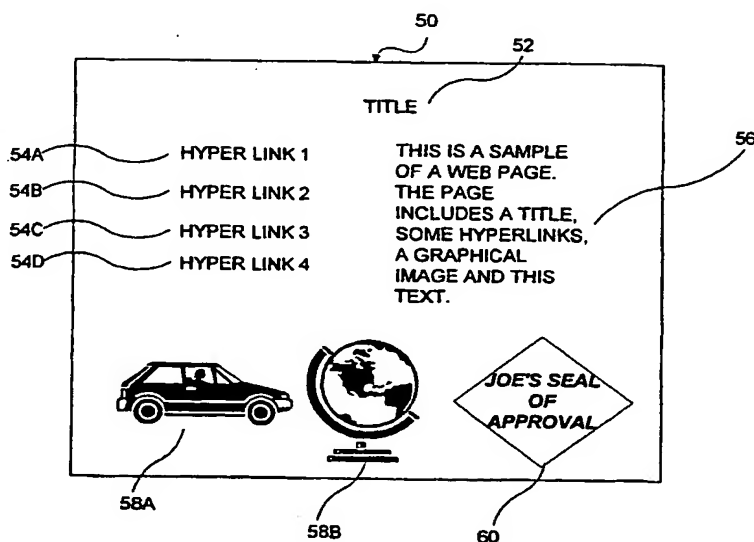 50
52
TITLE
54A
HYPER LINK 1
54B
HYPER LINK 2
54C
HYPER LINK 3
54D
HYPER LINK 4
THIS IS A SAMPLE
OF A WEB PAGE.
THE PAGE
INCLUDES A TITLE,
SOME HYPERLINKS,
A GRAPHICAL
IMAGE AND THIS
TEXT.
56
JOE'S SEAL
OF
APPROVAL
58A
58B
60